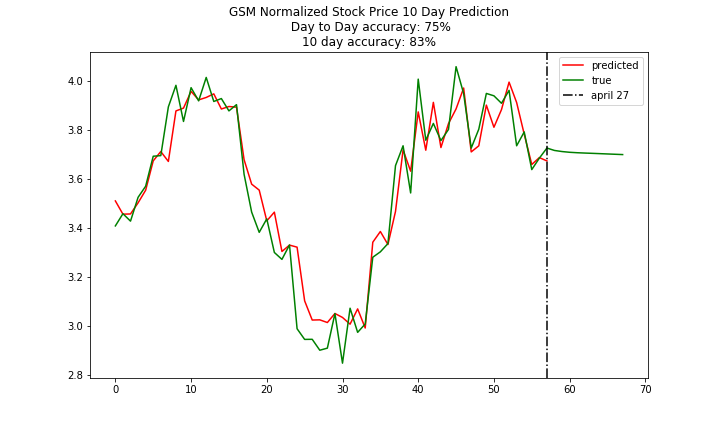 GSM Normalized Stock Price 10 Day Prediction
Day to Day accuracy: 75%
10 day accuracy: 83%
predicted
true
april 27
4.0
3.8
3.6
3.4
3.2
3.0
2.8
0 10 20 30 40 50 60 70